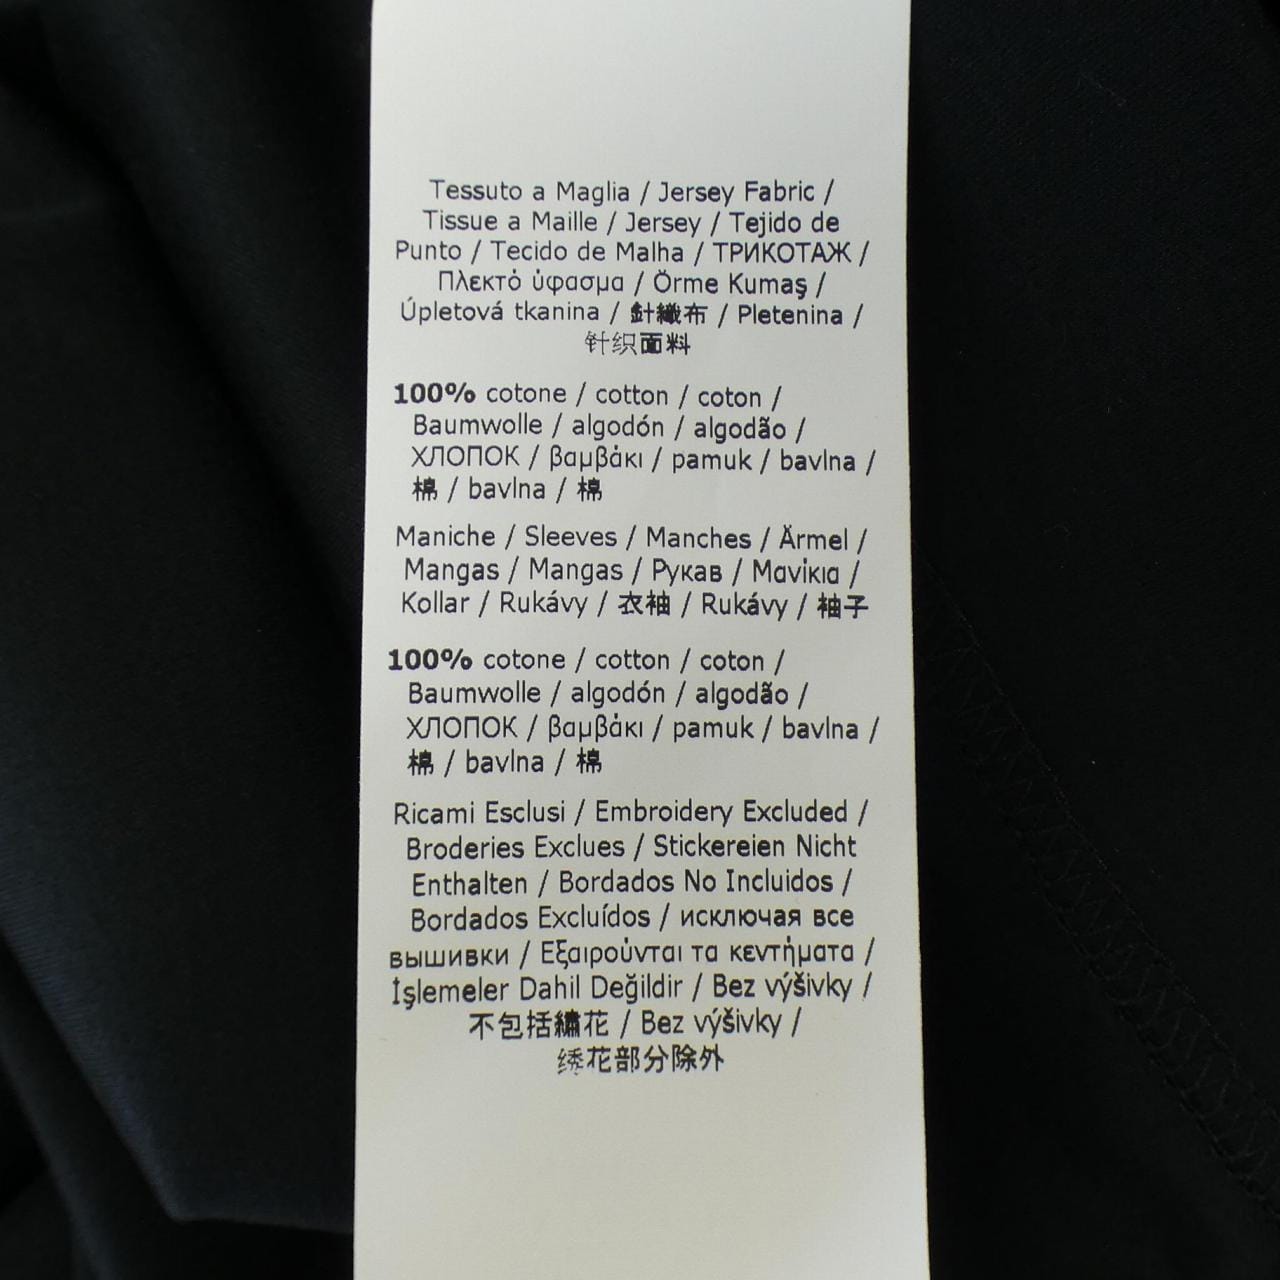 Tessuto a Maglia / Jersey Fabric /
Tissue a Maille / Jersey / Tejido de
Punto / Tecido de Malha / ТРИКОТАЖ /
Πλεκτό ύφασμα / Örme Kumaş /
Úpletová tkanina / 針織布 / Pletenina /
针织面料
100% cotone / cotton / coton /
Baumwolle / algodón / algodão /
ХЛОПОК / βαμβάκι / pamuk / bavlna /
棉 / bavlna / 棉
Maniche / Sleeves / Manches / Ärmel /
Mangas / Mangas / Рукав / Μανίκια /
Kollar / Rukávy / 衣袖 / Rukávy / 袖子
100% cotone / cotton / coton /
Baumwolle / algodón / algodão /
ХЛОПОК / βαμβάκι / pamuk / bavlna /
棉 / bavlna / 棉
Ricami Esclusi / Embroidery Excluded /
Broderies Exclues / Stickereien Nicht
Enthalten / Bordados No Incluidos /
Bordados Excluídos / исключая все
вышивки / Εξαιρούνται τα κεντήματα /
İşlemeler Dahil Değildir / Bez výšivky /
不包括繡花 / Bez výšivky /
绣花部分除外